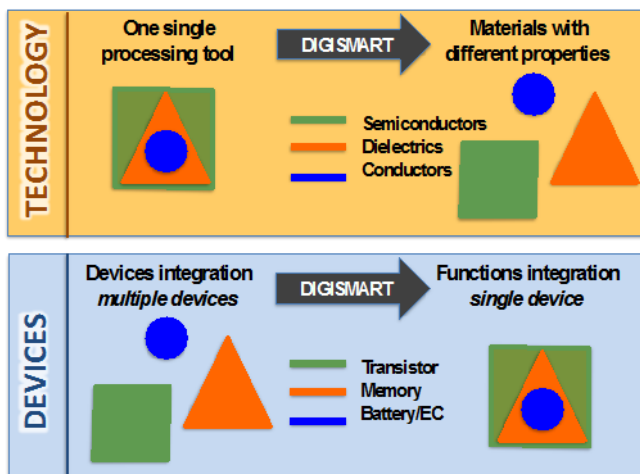 TECHNOLOGY
One single
processing tool
DIGISMART
Materials with
different properties
Semiconductors
Dielectrics
Conductors
DEVICES
Devices integration
multiple devices
DIGISMART
Functions integration
single device
Transistor
Memory
Battery/EC